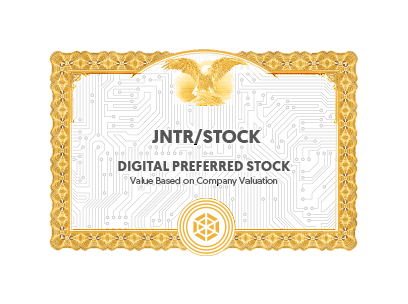 JNTR/STOCK
DIGITAL PREFERRED STOCK
Value Based on Company Valuation